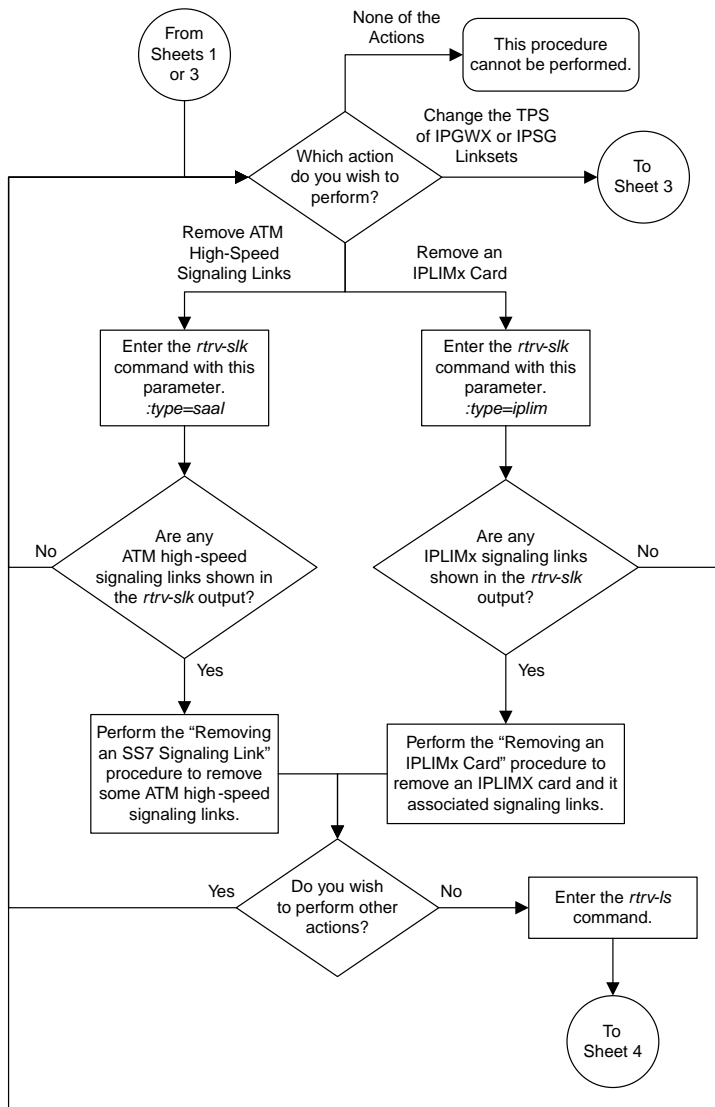 From
Sheets 1
or 3
None of the
Actions
This procedure
cannot be performed.
Change the TPS
of IPGWX or IPSG
Linksets
Which action
do you wish to
perform?
To
Sheet 3
Remove ATM
High-Speed
Signaling Links
Remove an
IPLIMx Card
Enter the rtrv-slk
command with this
parameter.
:type=saal
Enter the rtrv-slk
command with this
parameter.
:type=iplim
No
Are any
ATM high-speed
signaling links shown in
the rtrv-slk output?
Are any
IPLIMx signaling links
shown in the rtrv-slk
output?
No
Yes
Yes
Perform the “Removing
an SS7 Signaling Link”
procedure to remove
some ATM high-speed
signaling links.
Perform the “Removing an
IPLIMx Card” procedure to
remove an IPLIMX card and it
associated signaling links.
Yes
Do you wish
to perform other
actions?
No
Enter the rtrv-ls
command.
To
Sheet 4